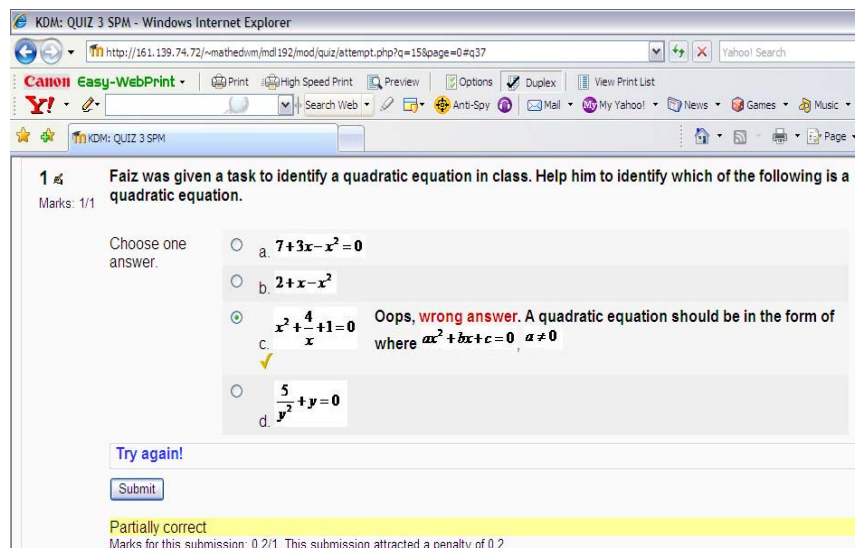 KDM: QUIZ 3 SPM - Windows Internet Explorer
http://161.139.74.72/~mathedwm/mdl192/mod/quiz/attempt.php?q=15&page=0#q37
Yahoo! Search
Canon Easy-WebPrint Print High Speed Print Preview Options Duplex View Print List
Y! Search Web Anti-Spy Mail My Yahoo! News Games Music
KDM: QUIZ 3 SPM Page
1 Faiz was given a task to identify a quadratic equation in class. Help him to identify which of the following is a
Marks: 1/1 quadratic equation.
Choose one answer.
a. 7+3x−x²=0
b. 2+x−x²
c. x²+4/x+1=0 Oops, wrong answer. A quadratic equation should be in the form of
where ax²+bx+c=0, a≠0
d. 5/y²+y=0
Try again!
Submit
Partially correct
Marks for this submission: 0.2/1. This submission attracted a penalty of 0.2